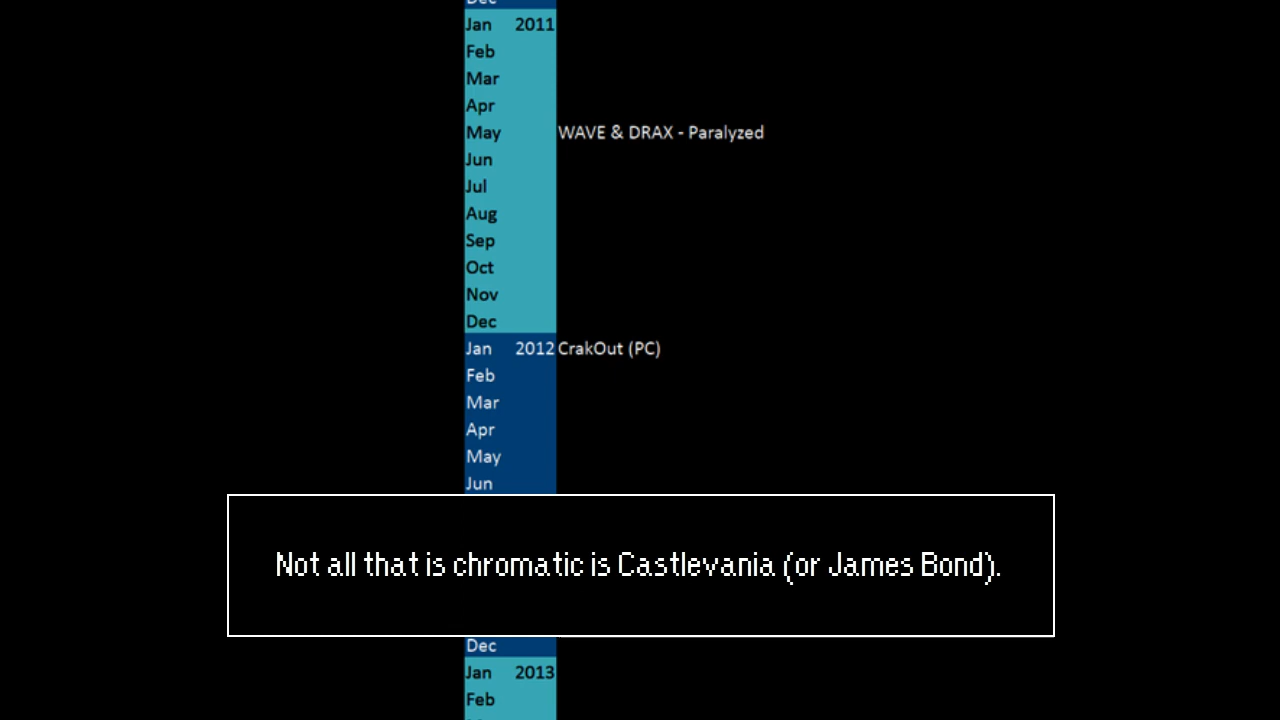 Dec
Jan 2011
Feb
Mar
Apr
May WAVE & DRAX - Paralyzed
Jun
Jul
Aug
Sep
Oct
Nov
Dec
Jan 2012 CrakOut (PC)
Feb
Mar
Apr
May
Jun
Not all that is chromatic is Castlevania (or James Bond).
Dec
Jan 2013
Feb